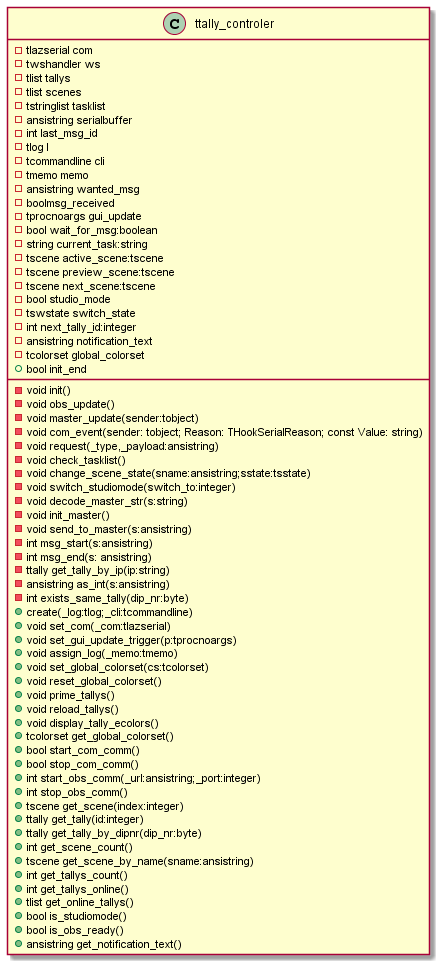 C ttally_controler
tlazserial com
twshandler ws
tlist tallys
tlist scenes
tstringlist tasklist
ansistring serialbuffer
int last_msg_id
tlog l
tcommandline cli
tmemo memo
ansistring wanted_msg
boolmsg_received
tprocnoargs gui_update
bool wait_for_msg:boolean
string current_task:string
tscene active_scene:tscene
tscene preview_scene:tscene
tscene next_scene:tscene
bool studio_mode
tswstate switch_state
int next_tally_id:integer
ansistring notification_text
tcolorset global_colorset
bool init_end
void init()
void obs_update()
void master_update(sender:tobject)
void com_event(sender: tobject; Reason: THookSerialReason; const Value: string)
void request(_type,_payload:ansistring)
void check_tasklist()
void change_scene_state(sname:ansistring;sstate:tsstate)
void switch_studiomode(switch_to:integer)
void decode_master_str(s:string)
void init_master()
void send_to_master(s:ansistring)
int msg_start(s:ansistring)
int msg_end(s: ansistring)
ttally get_tally_by_ip(ip:string)
ansistring as_int(s:ansistring)
int exists_same_tally(dip_nr:byte)
create(_log:tlog;_cli:tcommandline)
void set_com(_com:tlazserial)
void set_gui_update_trigger(p:tprocnoargs)
void assign_log(_memo:tmemo)
void set_global_colorset(cs:tcolorset)
void reset_global_colorset()
void prime_tallys()
void reload_tallys()
void display_tally_ecolors()
tcolorset get_global_colorset()
bool start_com_comm()
bool stop_com_comm()
int start_obs_comm(_url:ansistring;_port:integer)
int stop_obs_comm()
tscene get_scene(index:integer)
ttally get_tally(id:integer)
ttally get_tally_by_dipnr(dip_nr:byte)
int get_scene_count()
tscene get_scene_by_name(sname:ansistring)
int get_tallys_count()
int get_tallys_online()
tlist get_online_tallys()
bool is_studiomode()
bool is_obs_ready()
ansistring get_notification_text()